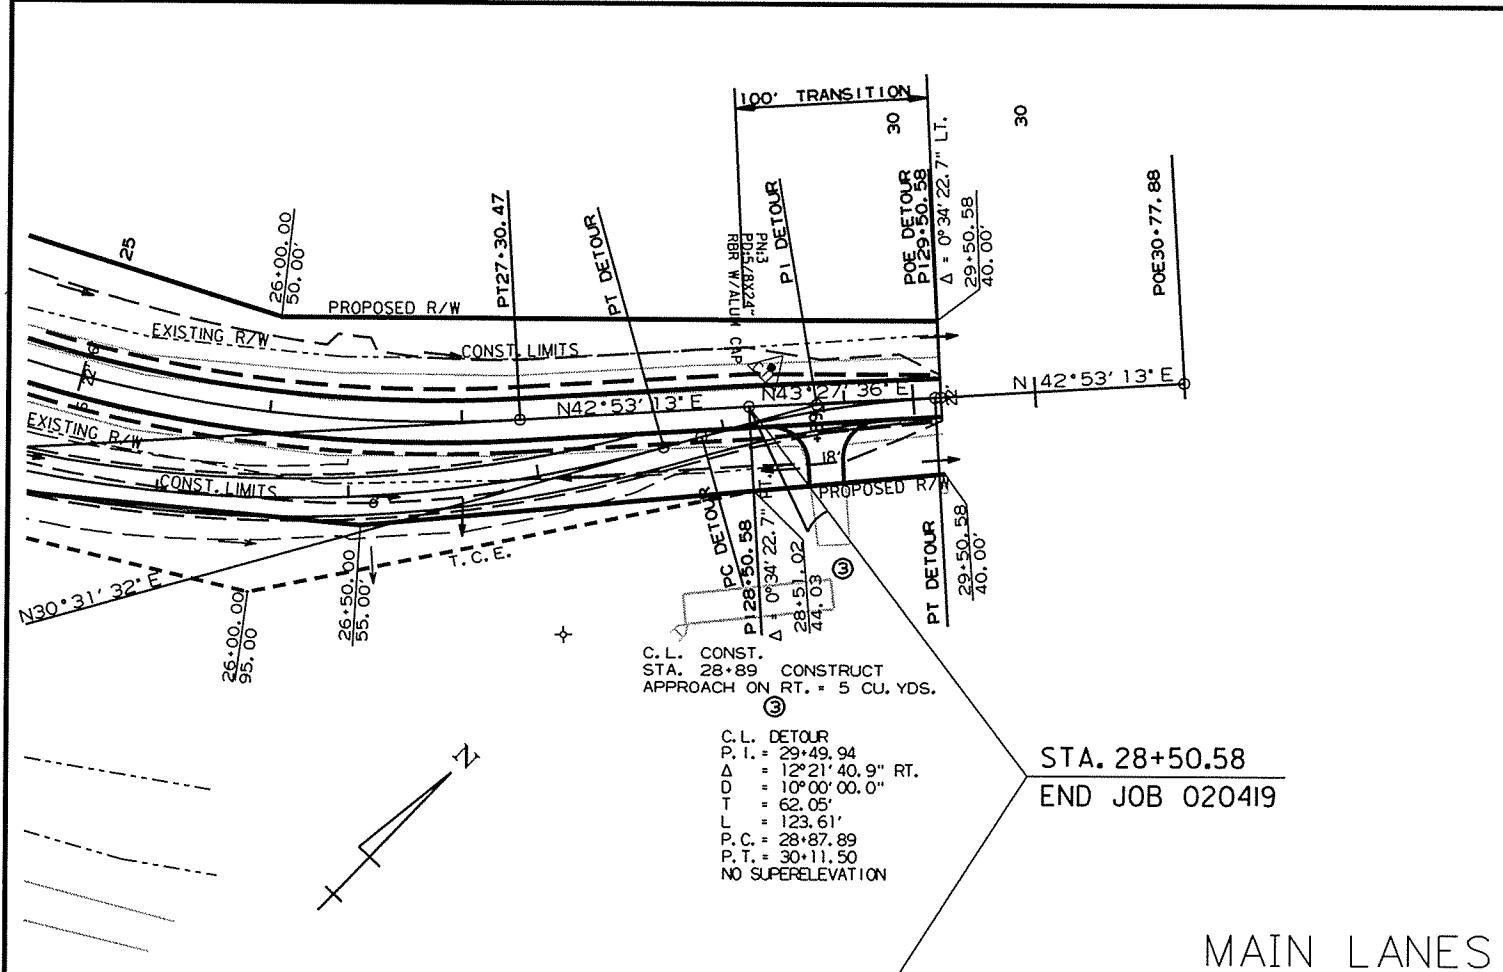 100' TRANSITION
30
30
25
26+00.00
50.00'
PT27+30.47
PT DETOUR
PN:3
PD:5/8X24"
RBR W/ALUM CAP
PI DETOUR
POE DETOUR
PI29+50.58
Δ = 0°34'22.7" LT.
29+50.58
40.00'
POE30+77.88
PROPOSED R/W
EXISTING R/W
CONST. LIMITS
22'
N42°53'13"E
N43°27'36"E
22'
N 42°53'13"E
EXISTING R/W
CONST. LIMITS
18'
PROPOSED R/W
T.C.E.
N30°31'32"E
26+00.00
95.00
26+50.00
55.00'
PC DETOUR
PI28+50.58
Δ = 0°34'22.7" RT.
28+51.02
44.03
3
PT DETOUR
29+50.58
40.00'
C.L. CONST.
STA. 28+89 CONSTRUCT
APPROACH ON RT. = 5 CU. YDS.
3
C.L. DETOUR
P.I. = 29+49.94
Δ = 12°21'40.9" RT.
D = 10°00'00.0"
T = 62.05'
L = 123.61'
P.C. = 28+87.89
P.T. = 30+11.50
NO SUPERELEVATION
N
STA. 28+50.58
END JOB 020419
MAIN LANES